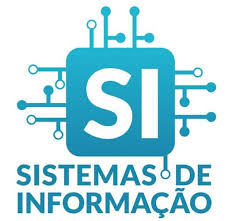 SI
SISTEMAS DE
INFORMAÇÃO